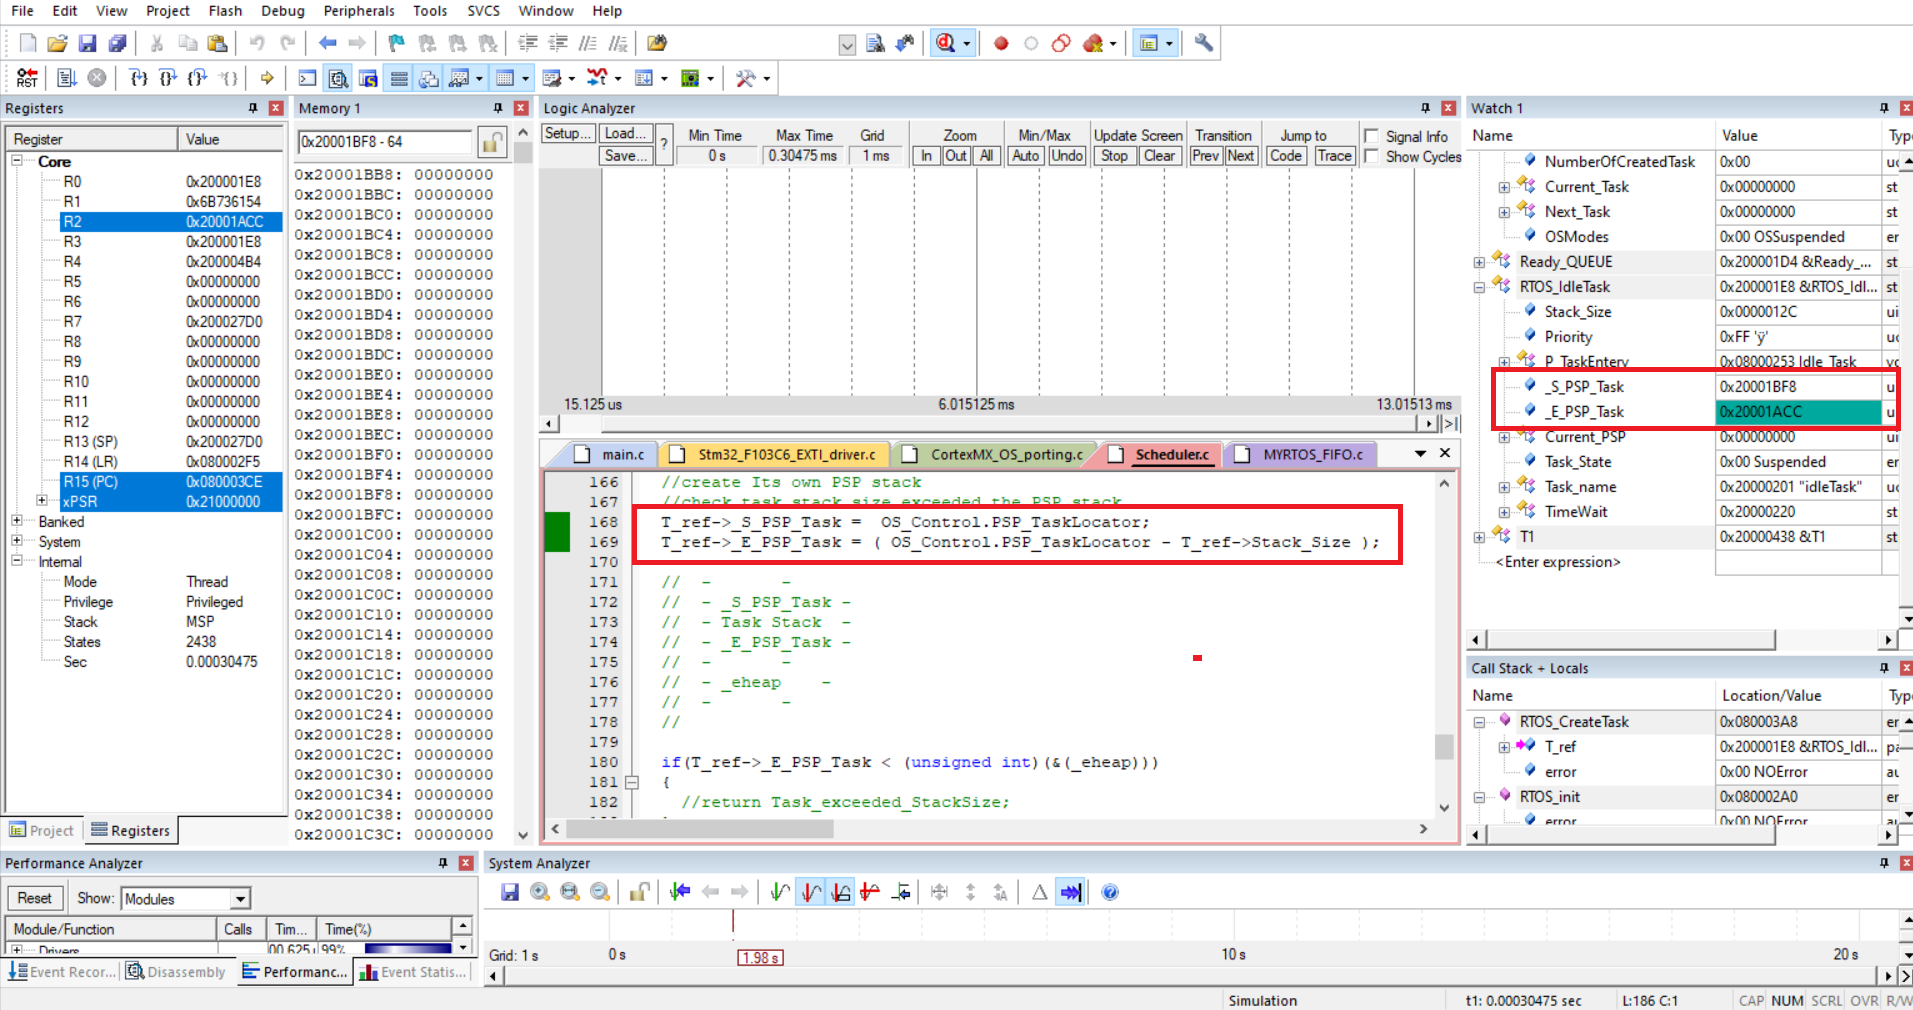 File Edit View Project Flash Debug Peripherals Tools SVCS Window Help
Registers
Register Value
Core
R0 0x200001E8
R1 0x6B736154
R2 0x20001ACC
R3 0x200001E8
R4 0x200004B4
R5 0x00000000
R6 0x00000000
R7 0x200027D0
R8 0x00000000
R9 0x00000000
R10 0x00000000
R11 0x00000000
R12 0x00000000
R13 (SP) 0x200027D0
R14 (LR) 0x080002F5
R15 (PC) 0x080003CE
xPSR 0x21000000
Banked
System
Internal
Mode Thread
Privilege Privileged
Stack MSP
States 2438
Sec 0.00030475
Project Registers
Memory 1
0x20001BF8 - 64
0x20001BB8: 00000000
0x20001BBC: 00000000
0x20001BC0: 00000000
0x20001BC4: 00000000
0x20001BC8: 00000000
0x20001BCC: 00000000
0x20001BD0: 00000000
0x20001BD4: 00000000
0x20001BD8: 00000000
0x20001BDC: 00000000
0x20001BE0: 00000000
0x20001BE4: 00000000
0x20001BE8: 00000000
0x20001BEC: 00000000
0x20001BF0: 00000000
0x20001BF4: 00000000
0x20001BF8: 00000000
0x20001BFC: 00000000
0x20001C00: 00000000
0x20001C04: 00000000
0x20001C08: 00000000
0x20001C0C: 00000000
0x20001C10: 00000000
0x20001C14: 00000000
0x20001C18: 00000000
0x20001C1C: 00000000
0x20001C20: 00000000
0x20001C24: 00000000
0x20001C28: 00000000
0x20001C2C: 00000000
0x20001C30: 00000000
0x20001C34: 00000000
0x20001C38: 00000000
0x20001C3C: 00000000
Logic Analyzer
Setup... Load... Save... ? Min Time 0 s Max Time 0.30475 ms Grid 1 ms Zoom In Out All Min/Max Auto Undo Update Screen Stop Clear Transition Prev Next Jump to Code Trace Signal Info Show Cycles
15.125 us 6.015125 ms 13.01513 ms
main.c Stm32_F103C6_EXTI_driver.c CortexMX_OS_porting.c Scheduler.c MYRTOS_FIFO.c
166 //create Its own PSP stack
167 //check task stack size exceeded the PSP stack
168 T_ref->_S_PSP_Task = OS_Control.PSP_TaskLocator;
169 T_ref->_E_PSP_Task = ( OS_Control.PSP_TaskLocator - T_ref->Stack_Size );
170
171 // - -
172 // - _S_PSP_Task -
173 // - Task Stack -
174 // - _E_PSP_Task -
175 // - -
176 // - _eheap -
177 // - -
178 //
179
180 if(T_ref->_E_PSP_Task < (unsigned int)(&(_eheap)))
181 {
182 //return Task_exceeded_StackSize;
Watch 1
Name Value Type
NumberOfCreatedTask 0x00 uc
Current_Task 0x00000000 st
Next_Task 0x00000000 st
OSModes 0x00 OSSuspended er
Ready_QUEUE 0x200001D4 &Ready_... st
RTOS_IdleTask 0x200001E8 &RTOS_Idl... st
Stack_Size 0x0000012C ui
Priority 0xFF 'ÿ' uc
P_TaskEntery 0x08000253 Idle_Task vc
_S_PSP_Task 0x20001BF8 u
_E_PSP_Task 0x20001ACC u
Current_PSP 0x00000000 ui
Task_State 0x00 Suspended er
Task_name 0x20000201 "idleTask" uc
TimeWait 0x20000220 st
T1 0x20000438 &T1 st
<Enter expression>
Call Stack + Locals
Name Location/Value Type
RTOS_CreateTask 0x080003A8 er
T_ref 0x200001E8 &RTOS_Idl... pa
error 0x00 NOError au
RTOS_init 0x080002A0 er
error 0x00 NOError au
Performance Analyzer
Reset Show: Modules
Module/Function Calls Tim... Time(%)
Drivers 00.625 99%
Event Recor... Disassembly Performanc... Event Statis...
System Analyzer
Grid: 1 s 0 s 1.98 s 10 s 20 s
Simulation t1: 0.00030475 sec L:186 C:1 CAP NUM SCRL OVR R/W